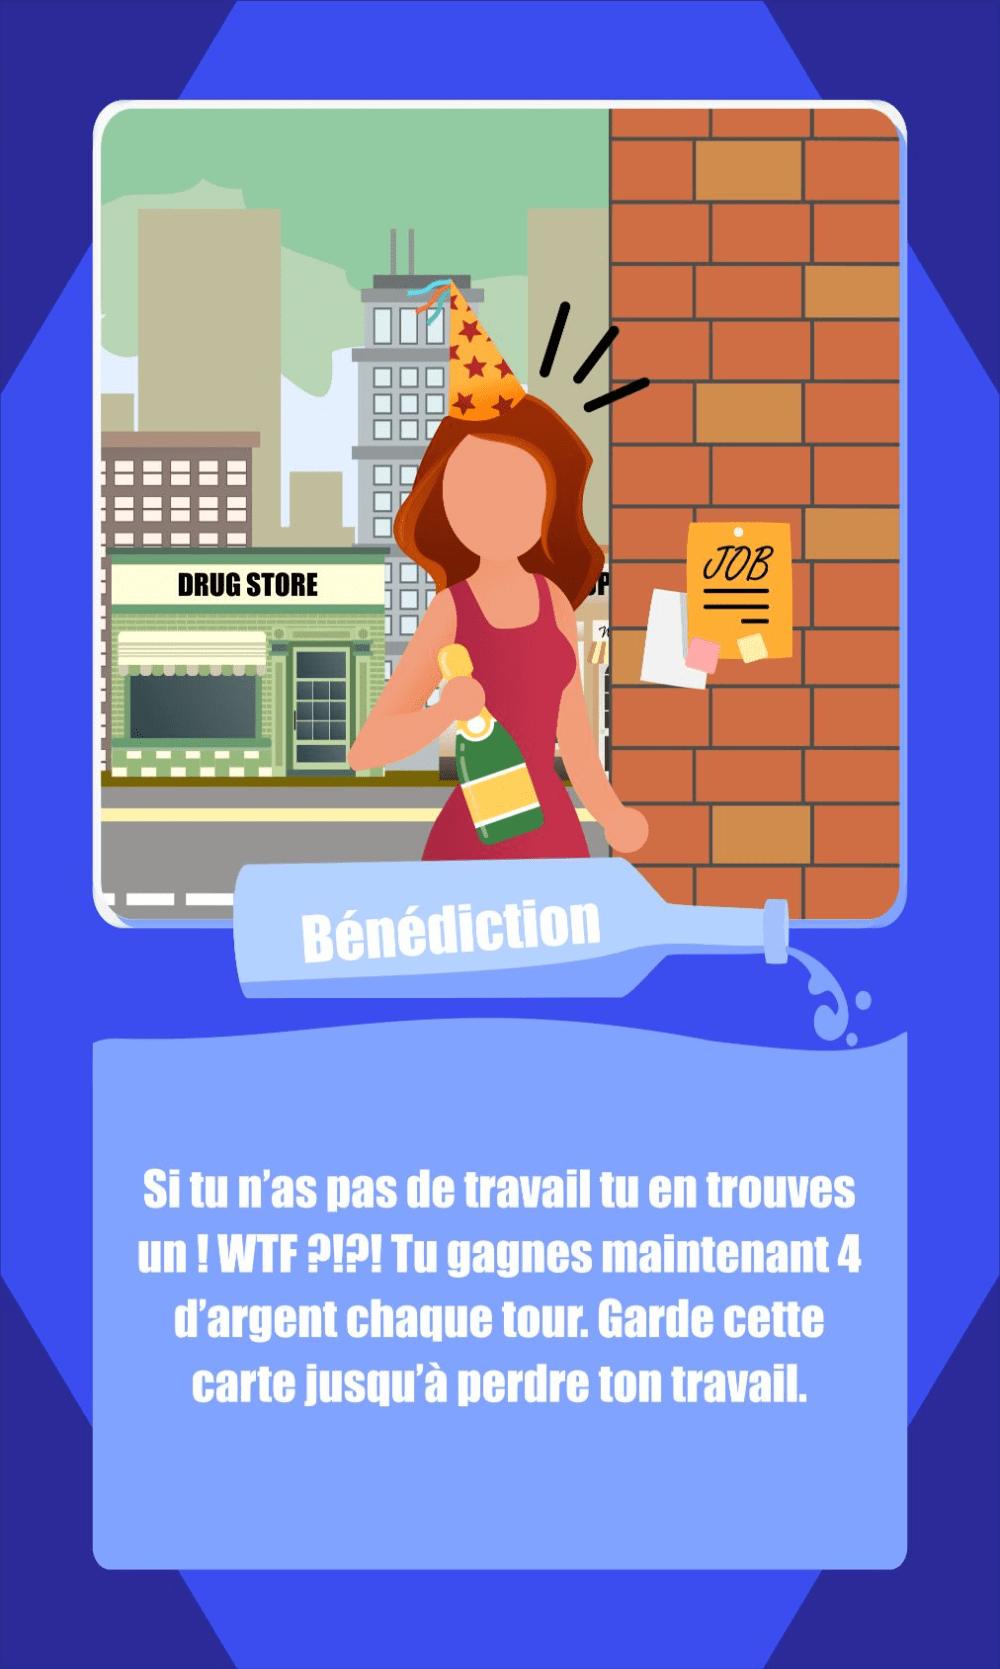 DRUG STORE
JOB
Bénédiction
Si tu n’as pas de travail tu en trouves
un ! WTF ?!?! Tu gagnes maintenant 4
d’argent chaque tour. Garde cette
carte jusqu’à perdre ton travail.